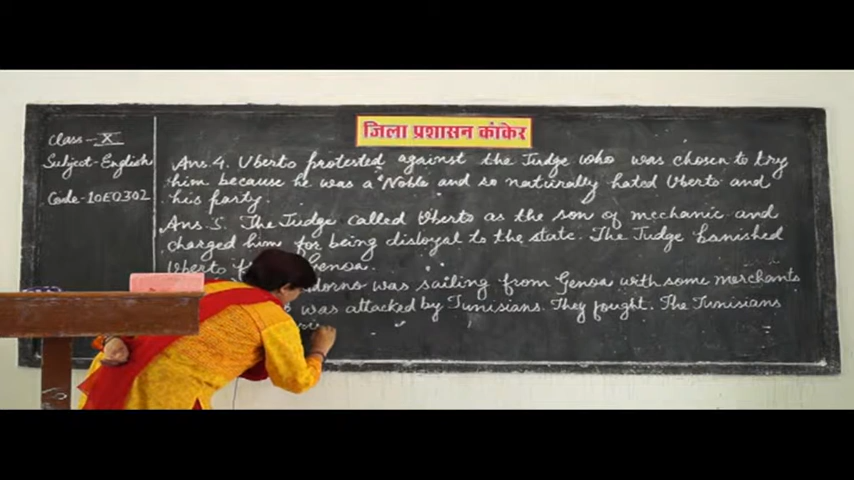 जिला प्रशासन कांकेर
Class - X
Subject - English
Code - 10E0302
Ans. 4. Uberto protested against the Judge who was chosen to try
him because he was a Noble and so naturally hated Uberto and
his party.
Ans. 5. The Judge called Uberto as the son of mechanic and
charged him for being disloyal to the state. The Judge banished
Uberto Genoa.
was sailing from Genoa with some merchants
was attacked by Tunisians. They fought. The Tunisians